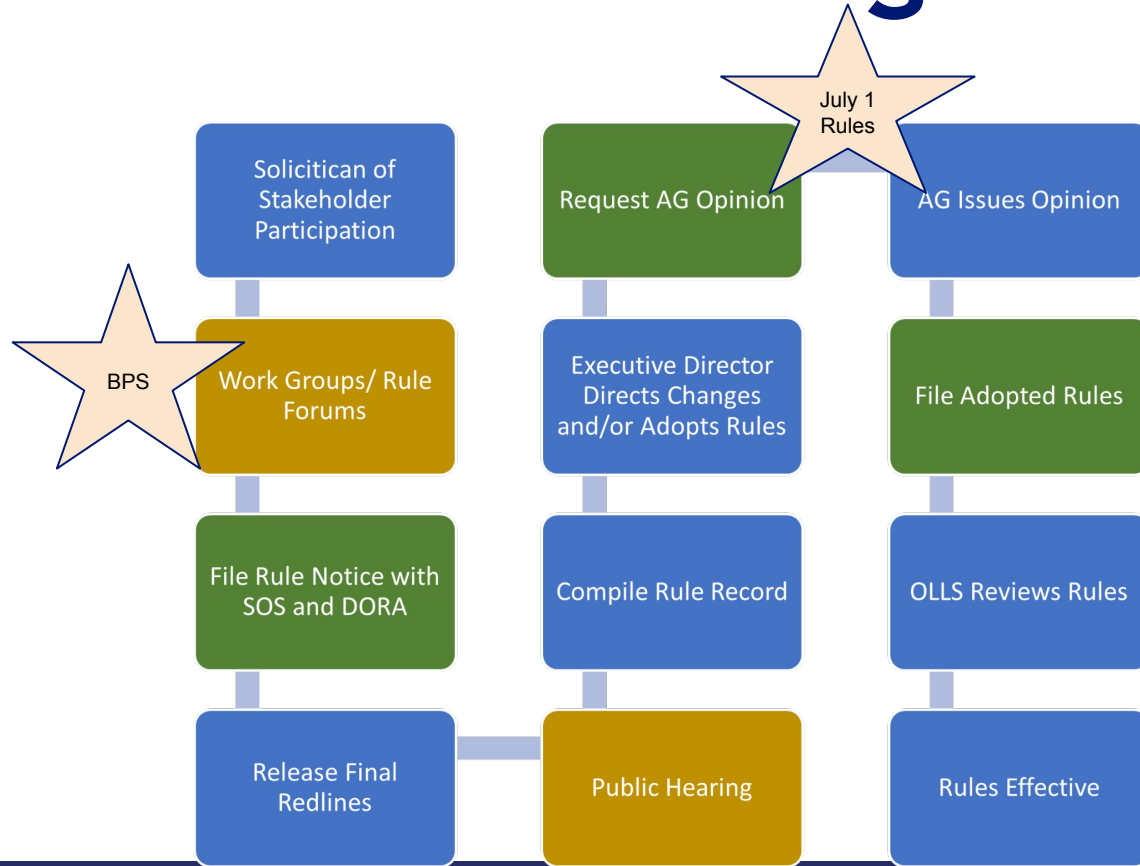 July 1
Rules
Soliticitan of
Stakeholder
Participation
BPS
Work Groups/ Rule
Forums
File Rule Notice with
SOS and DORA
Release Final
Redlines
Public Hearing
Compile Rule Record
Executive Director
Directs Changes
and/or Adopts Rules
Request AG Opinion
AG Issues Opinion
File Adopted Rules
OLLS Reviews Rules
Rules Effective